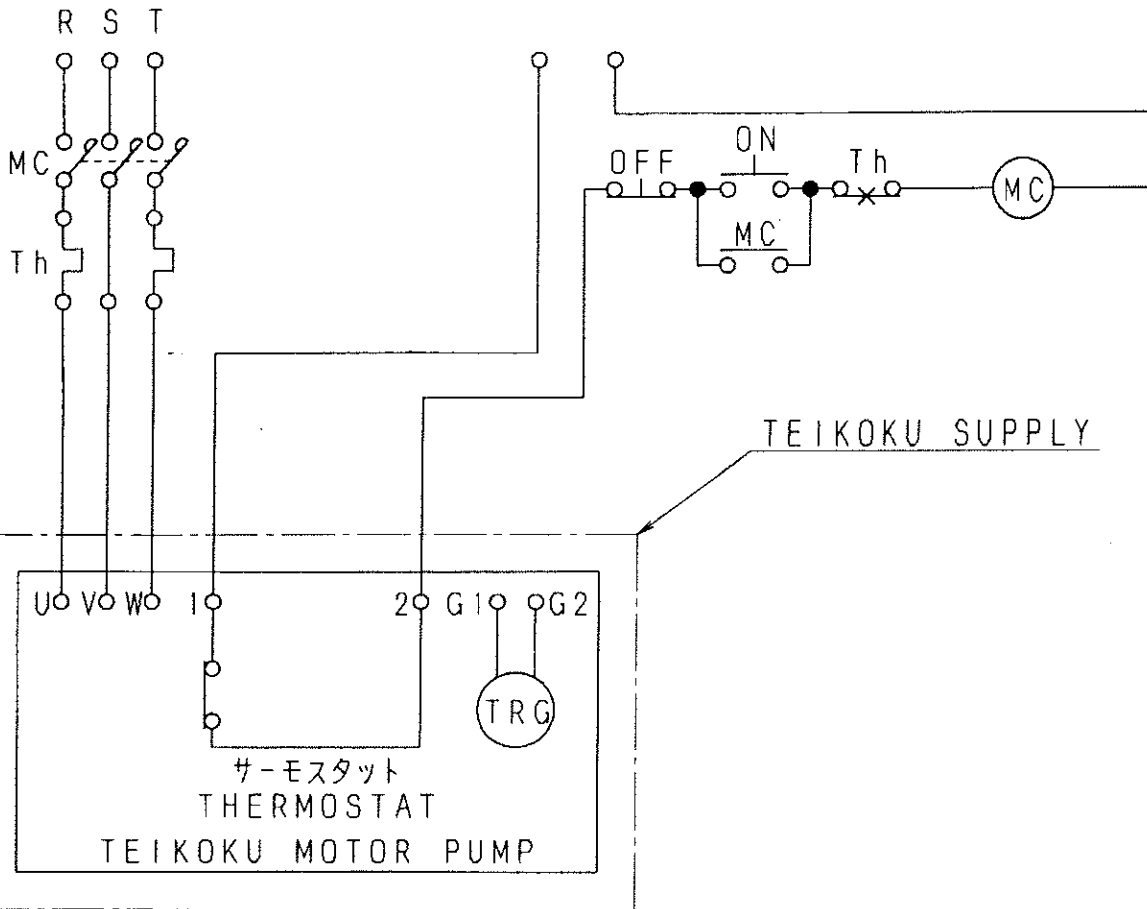 R S T
ON
OFF
Th
MC
MC
MC
Th
TEIKOKU SUPPLY
U V W 1 2 G1 G2
TRG
サーモスタット
THERMOSTAT
TEIKOKU MOTOR PUMP